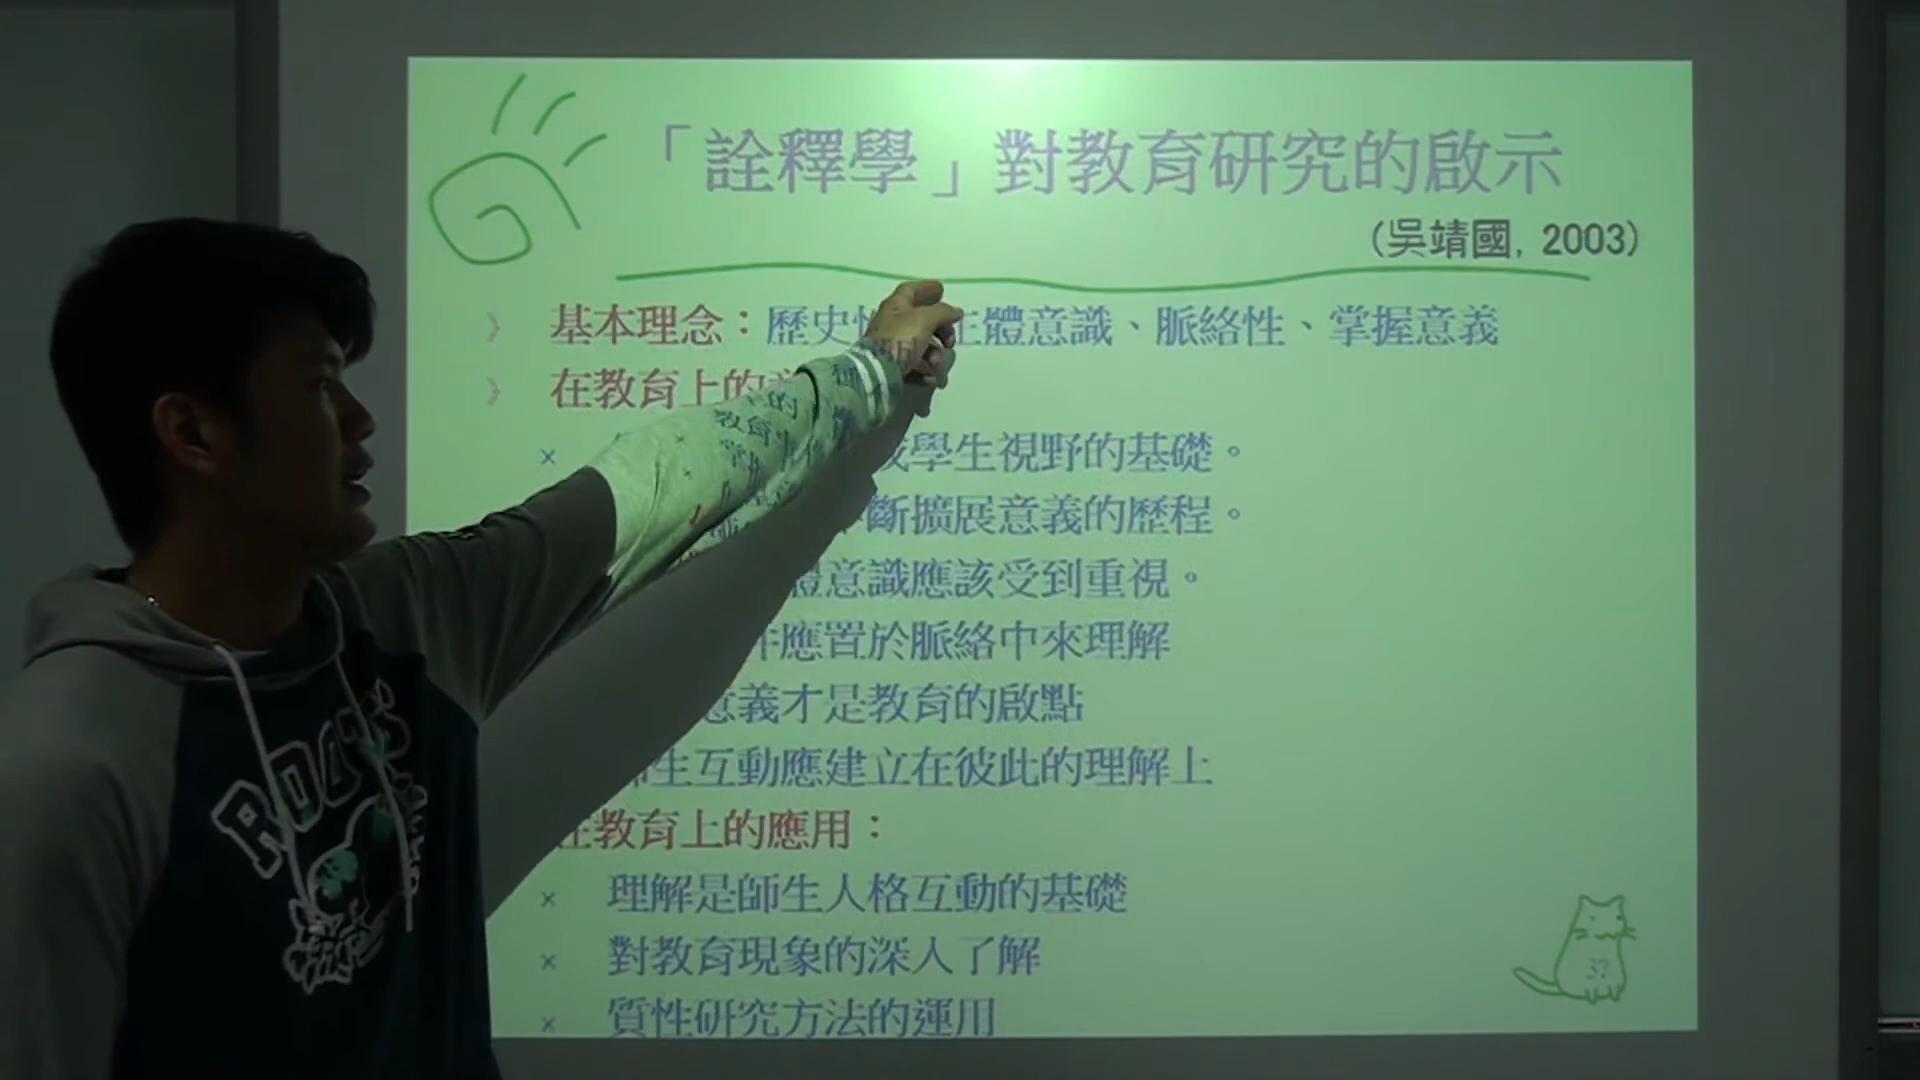 「詮釋學」對教育研究的啟示
(吳靖國, 2003)
基本理念：歷史 主體意識、脈絡性、掌握意義
在教育上的
學生視野的基礎。
斷擴展意義的歷程。
體意識應該受到重視。
應置於脈絡中來理解
意義才是教育的啟點
師生互動應建立在彼此的理解上
在教育上的應用：
理解是師生人格互動的基礎
對教育現象的深入了解
質性研究方法的運用
37
ROOTS